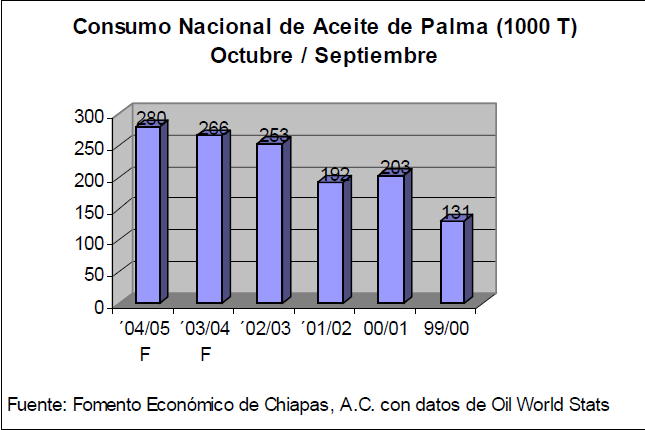 Consumo Nacional de Aceite de Palma (1000 T)
Octubre / Septiembre
300
250
200
150
100
50
0
280
266
253
192
203
131
´04/05 ´03/04 ´02/03 ´01/02 00/01 99/00
F F
Fuente: Fomento Económico de Chiapas, A.C. con datos de Oil World Stats